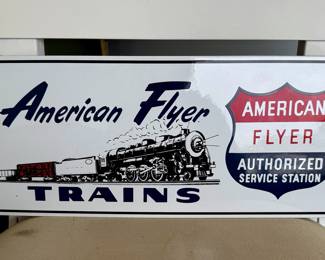 American Flyer
TRAINS
AMERICAN
FLYER
AUTHORIZED
SERVICE STATION